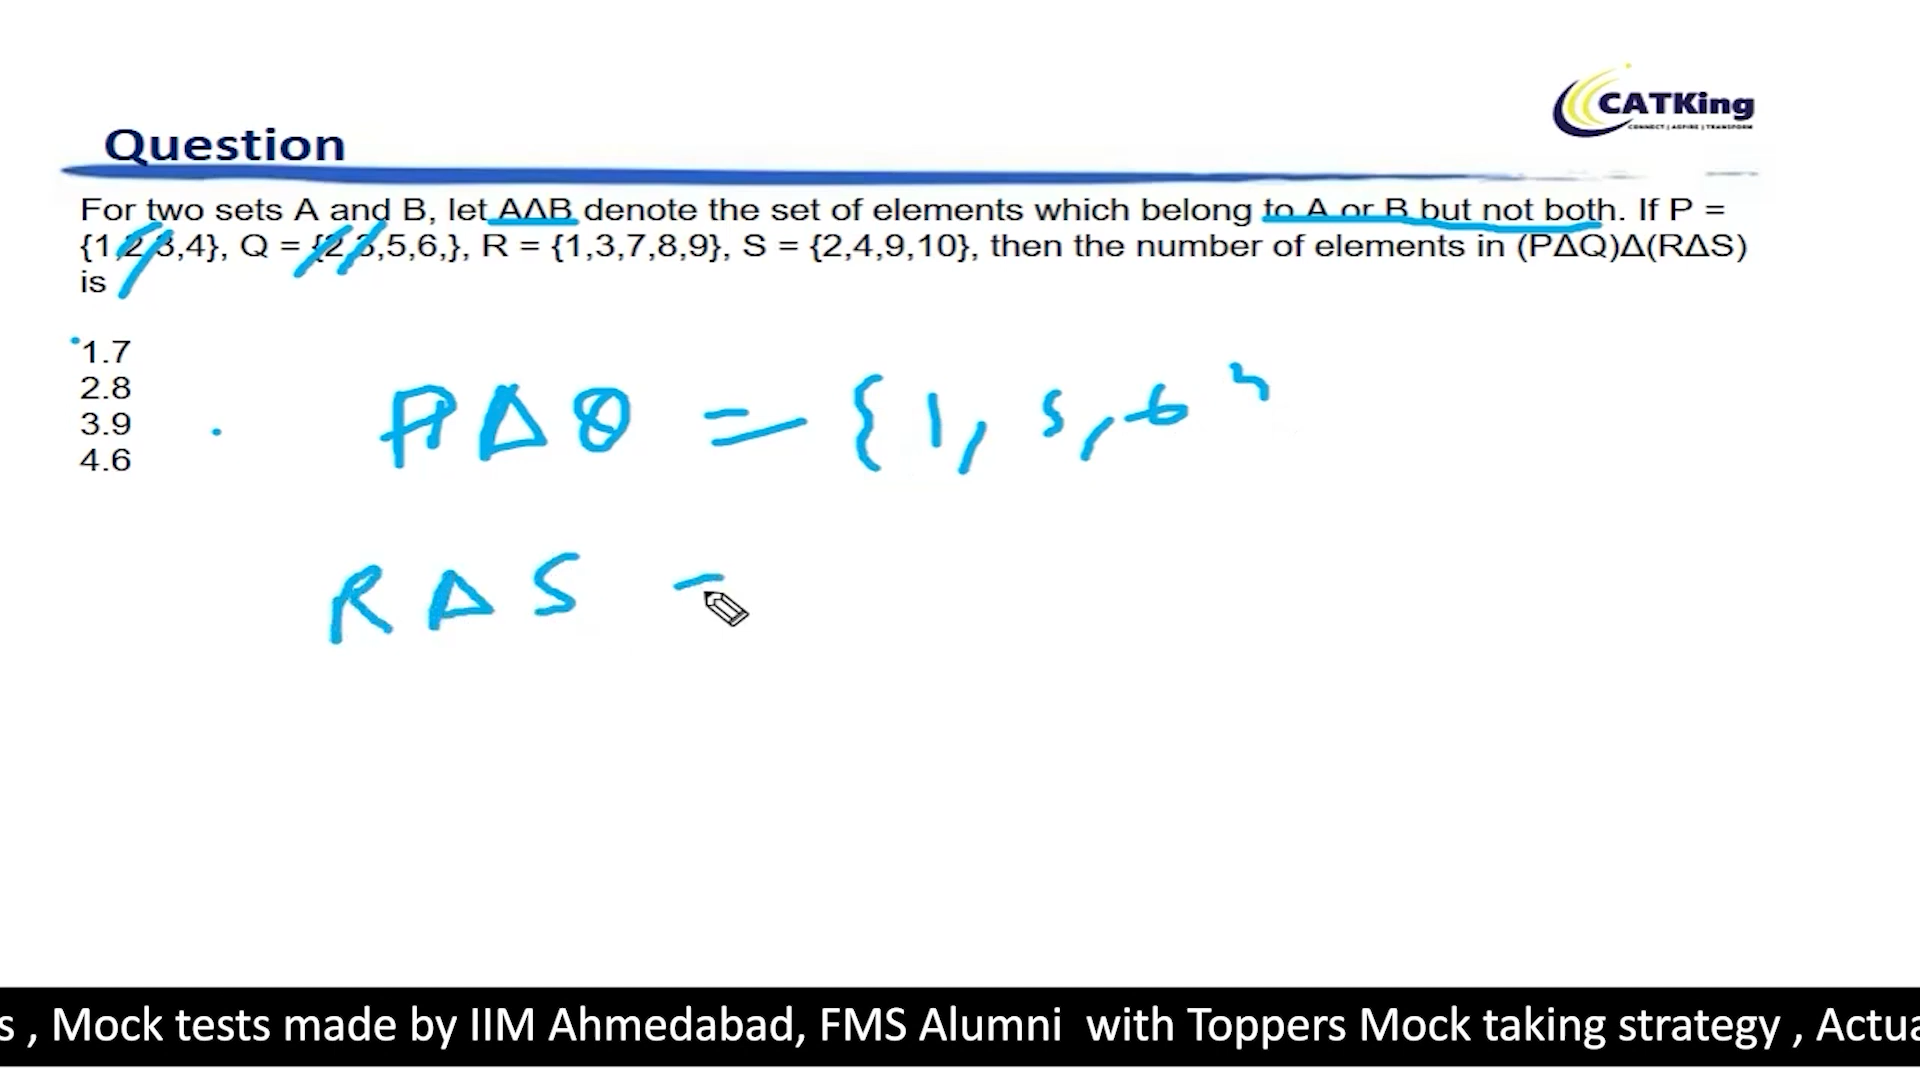 CATKing
CONNECT | ASPIRE | TRANSFORM
Question
For two sets A and B, let AΔB denote the set of elements which belong to A or B but not both. If P =
{1,2,3,4}, Q = {2,3,5,6,}, R = {1,3,7,8,9}, S = {2,4,9,10}, then the number of elements in (PΔQ)Δ(RΔS)
is
1.7
2.8
3.9
4.6
PΔQ = {1, 5, 6
RΔS
s , Mock tests made by IIM Ahmedabad, FMS Alumni with Toppers Mock taking strategy , Actua